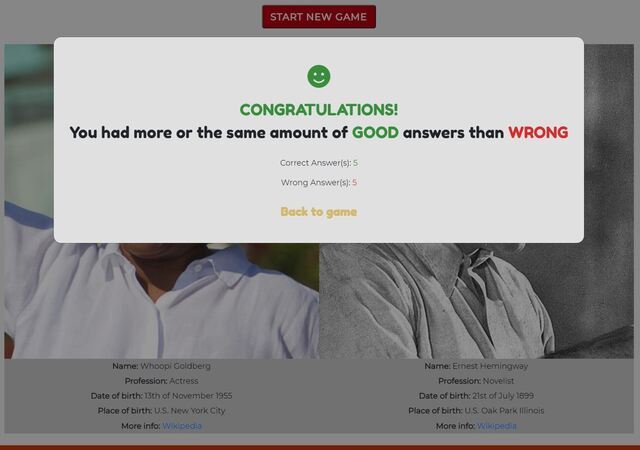 START NEW GAME
CONGRATULATIONS!
You had more or the same amount of GOOD answers than WRONG
Correct Answer(s): 5
Wrong Answer(s): 5
Back to game
Name: Whoopi Goldberg
Profession: Actress
Date of birth: 13th of November 1955
Place of birth: U.S. New York City
More info: Wikipedia
Name: Ernest Hemingway
Profession: Novelist
Date of birth: 21st of July 1899
Place of birth: U.S. Oak Park Illinois
More info: Wikipedia